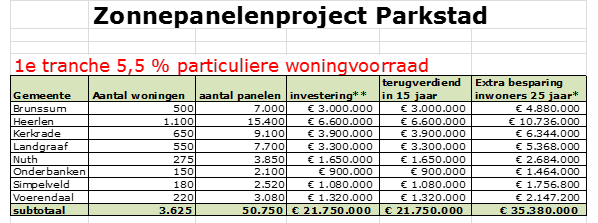 Zonnepanelenproject Parkstad
1e tranche 5,5 % particuliere woningvoorraad
Gemeente Aantal woningen aantal panelen investering** terugverdiend in 15 jaar Extra besparing inwoners 25 jaar*
Brunssum 500 7.000 € 3.000.000 € 3.000.000 € 4.880.000
Heerlen 1.100 15.400 € 6.600.000 € 6.600.000 € 10.736.000
Kerkrade 650 9.100 € 3.900.000 € 3.900.000 € 6.344.000
Landgraaf 550 7.700 € 3.300.000 € 3.300.000 € 5.368.000
Nuth 275 3.850 € 1.650.000 € 1.650.000 € 2.684.000
Onderbanken 150 2.100 € 900.000 € 900.000 € 1.464.000
Simpelveld 180 2.520 € 1.080.000 € 1.080.000 € 1.756.800
Voerendaal 220 3.080 € 1.320.000 € 1.320.000 € 2.147.200
subtotaal 3.625 50.750 € 21.750.000 € 21.750.000 € 35.380.000